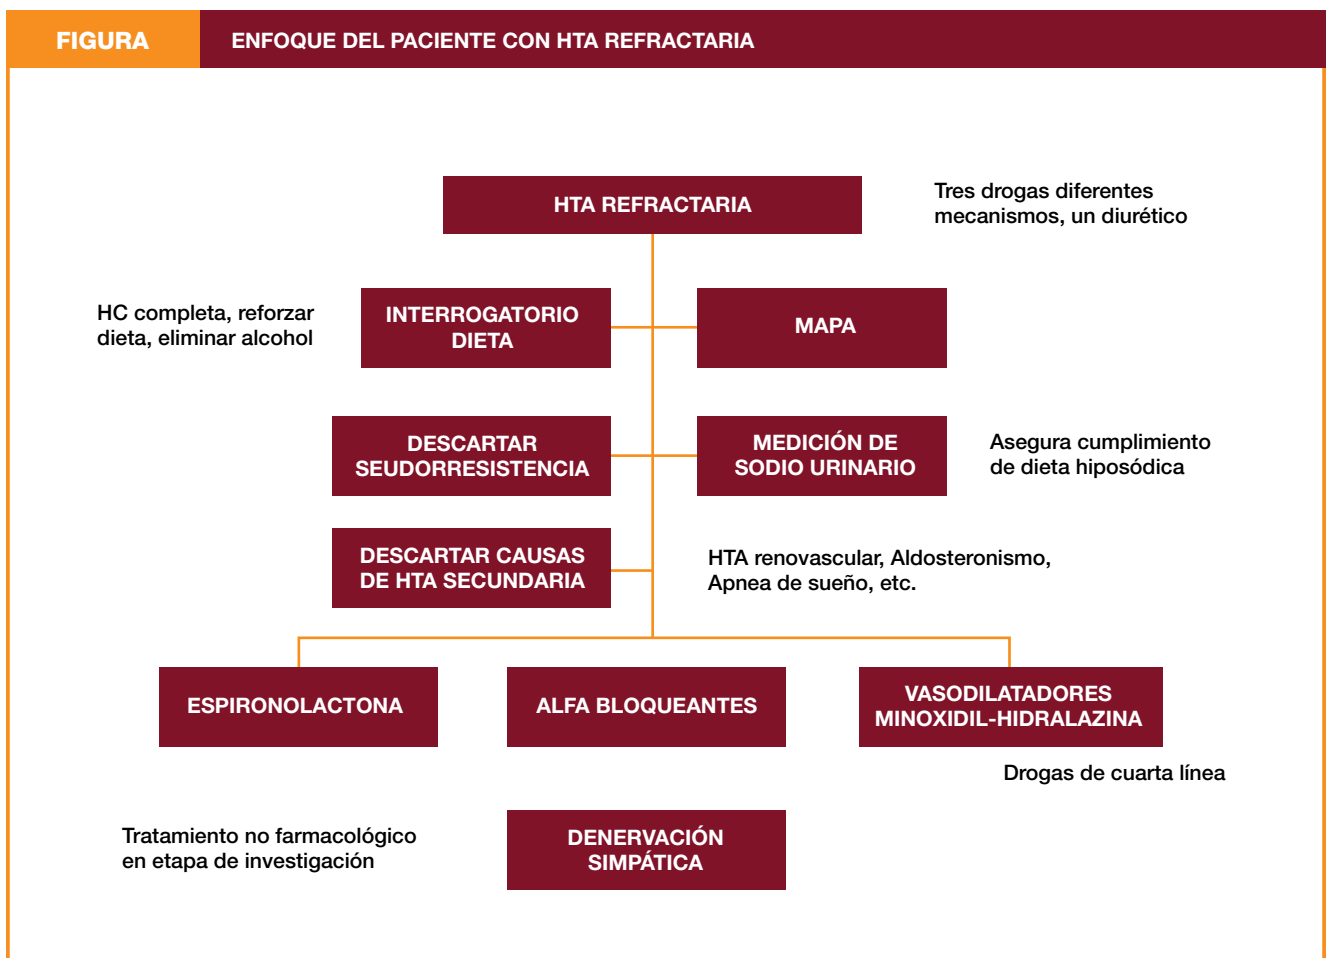 FIGURA
ENFOQUE DEL PACIENTE CON HTA REFRACTARIA
HTA REFRACTARIA
Tres drogas diferentes
mecanismos, un diurético
HC completa, reforzar
dieta, eliminar alcohol
INTERROGATORIO
DIETA
MAPA
DESCARTAR
SEUDORRESISTENCIA
MEDICIÓN DE
SODIO URINARIO
Asegura cumplimiento
de dieta hiposódica
DESCARTAR CAUSAS
DE HTA SECUNDARIA
HTA renovascular, Aldosteronismo,
Apnea de sueño, etc.
ESPIRONOLACTONA
ALFA BLOQUEANTES
VASODILATADORES
MINOXIDIL-HIDRALAZINA
Drogas de cuarta línea
Tratamiento no farmacológico
en etapa de investigación
DENERVACIÓN
SIMPÁTICA